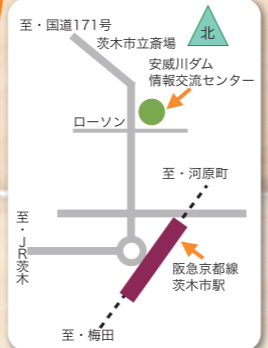 至・国道171号
北
茨木市立斎場
安威川ダム
情報交流センター
ローソン
至・河原町
至・JR茨木
阪急京都線
茨木市駅
至・梅田